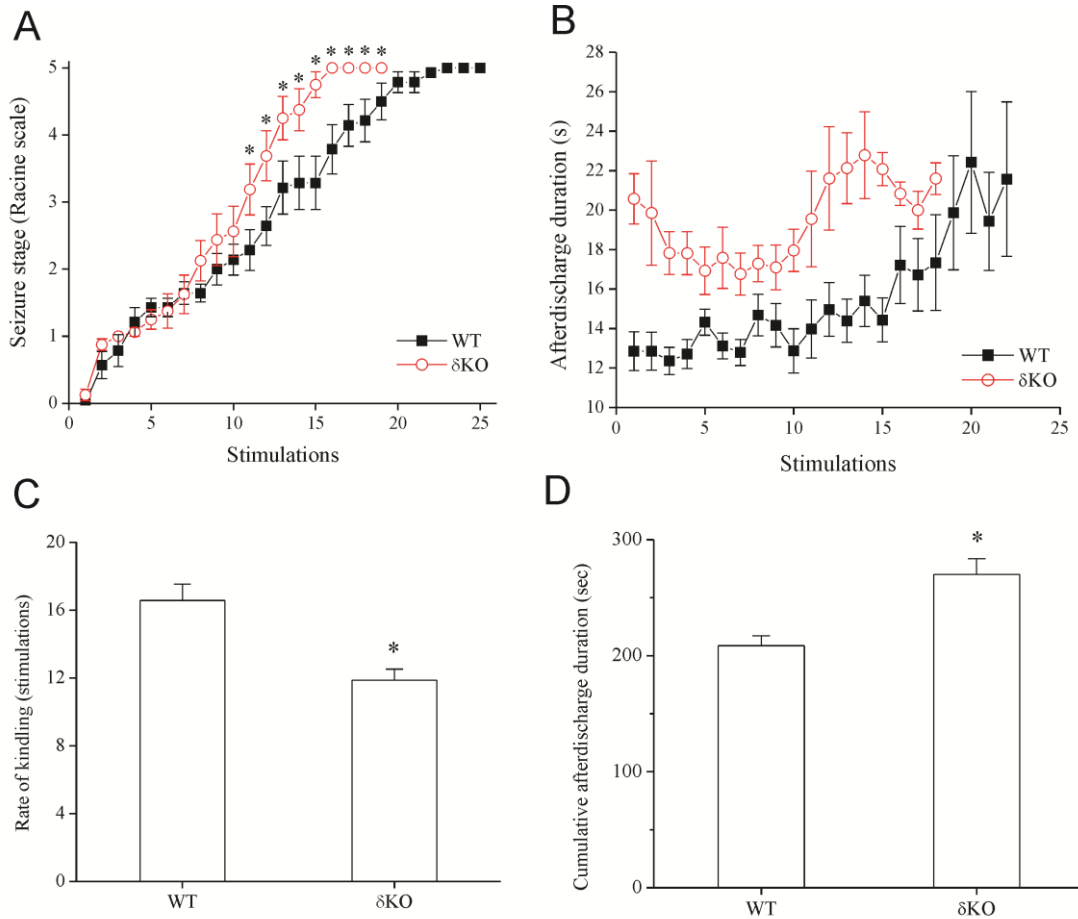 A
* * * * * * * * *
5
4
3
2
1
0
Seizure stage (Racine scale)
WT
δKO
0 5 10 15 20 25
Stimulations
B
28
26
24
22
20
18
16
14
12
10
Afterdischarge duration (s)
WT
δKO
0 5 10 15 20 25
Stimulations
C
20
16
12
8
4
0
Rate of kindling (stimulations)
*
WT δKO
D
300
200
100
0
Cumulative afterdischarge duration (sec)
*
WT δKO